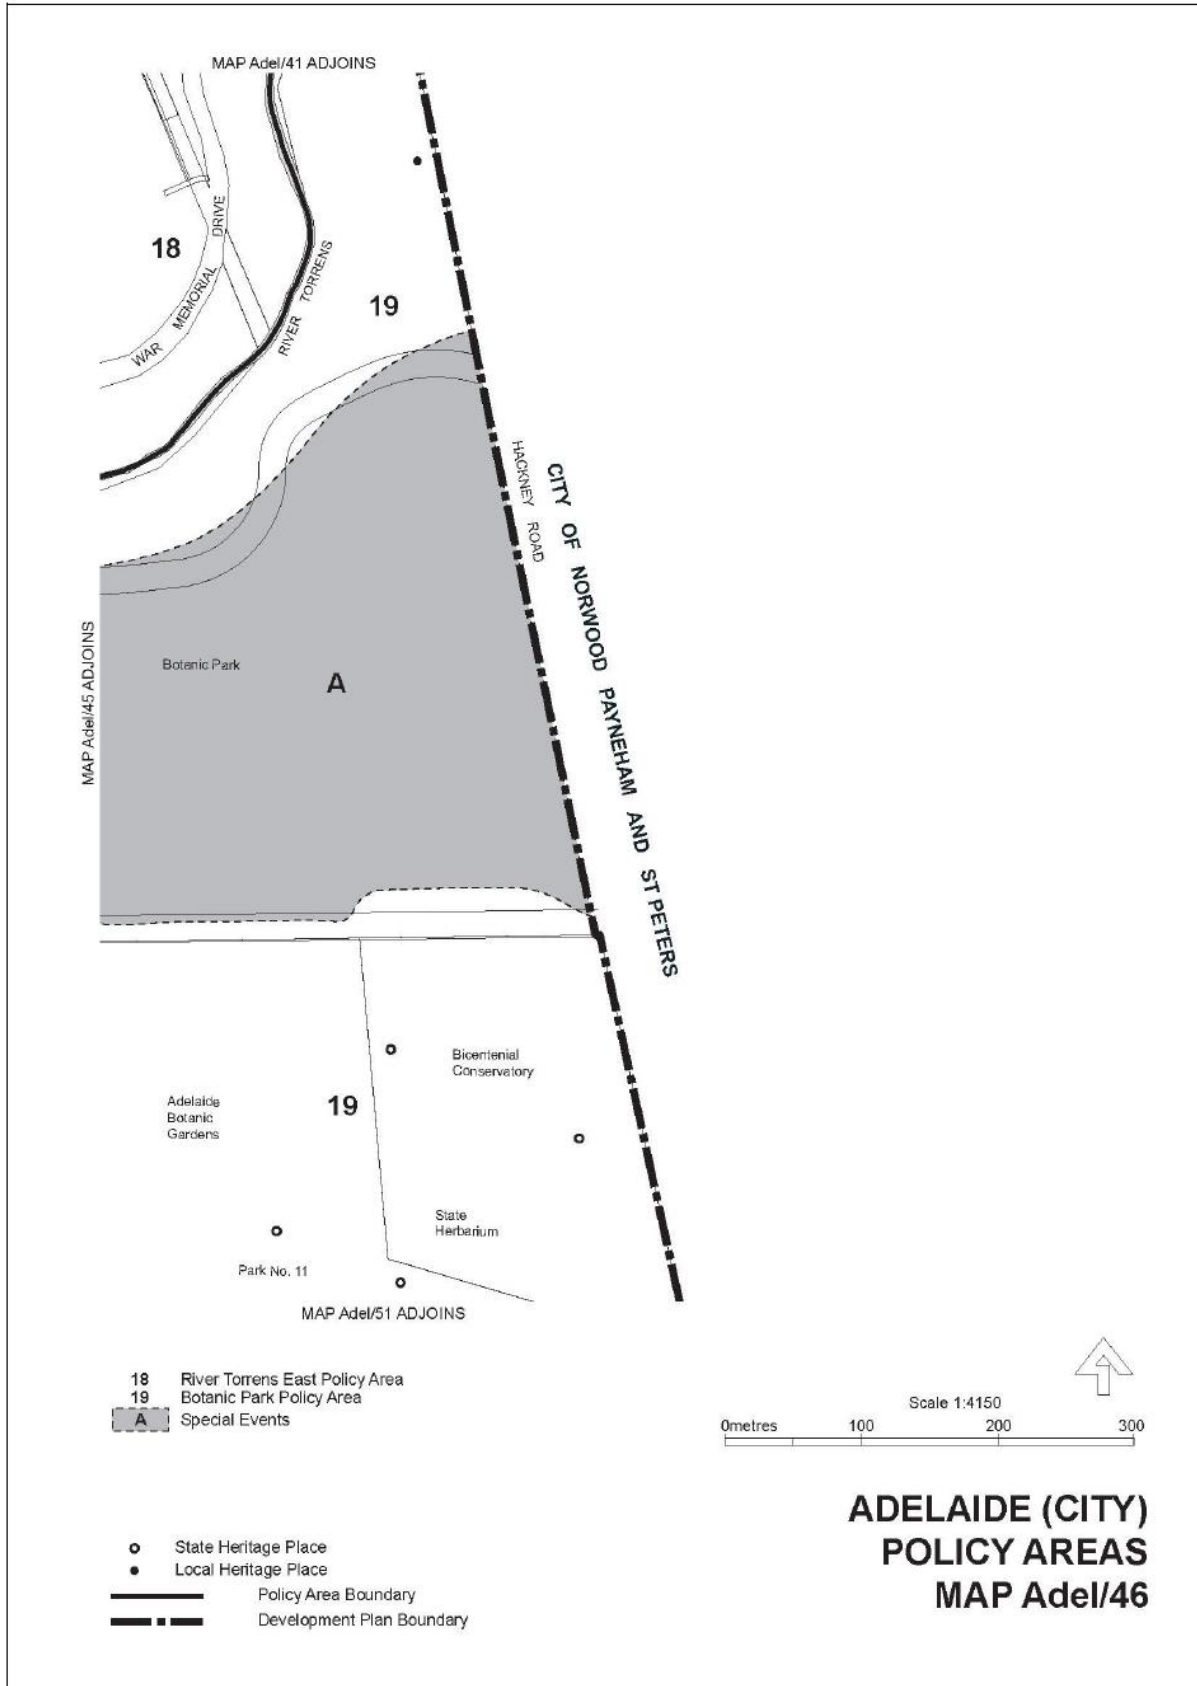 MAP Adel/41 ADJOINS
18
WAR MEMORIAL DRIVE
RIVER TORRENS
19
HACKNEY ROAD
CITY OF NORWOOD PAYNEHAM AND ST PETERS
MAP Adel/45 ADJOINS
Botanic Park
A
Bicentenial
Conservatory
Adelaide
Botanic
Gardens
19
State
Herbarium
Park No. 11
MAP Adel/51 ADJOINS
18 River Torrens East Policy Area
19 Botanic Park Policy Area
A Special Events
Scale 1:4150
0metres 100 200 300
State Heritage Place
Local Heritage Place
Policy Area Boundary
Development Plan Boundary
ADELAIDE (CITY)
POLICY AREAS
MAP Adel/46